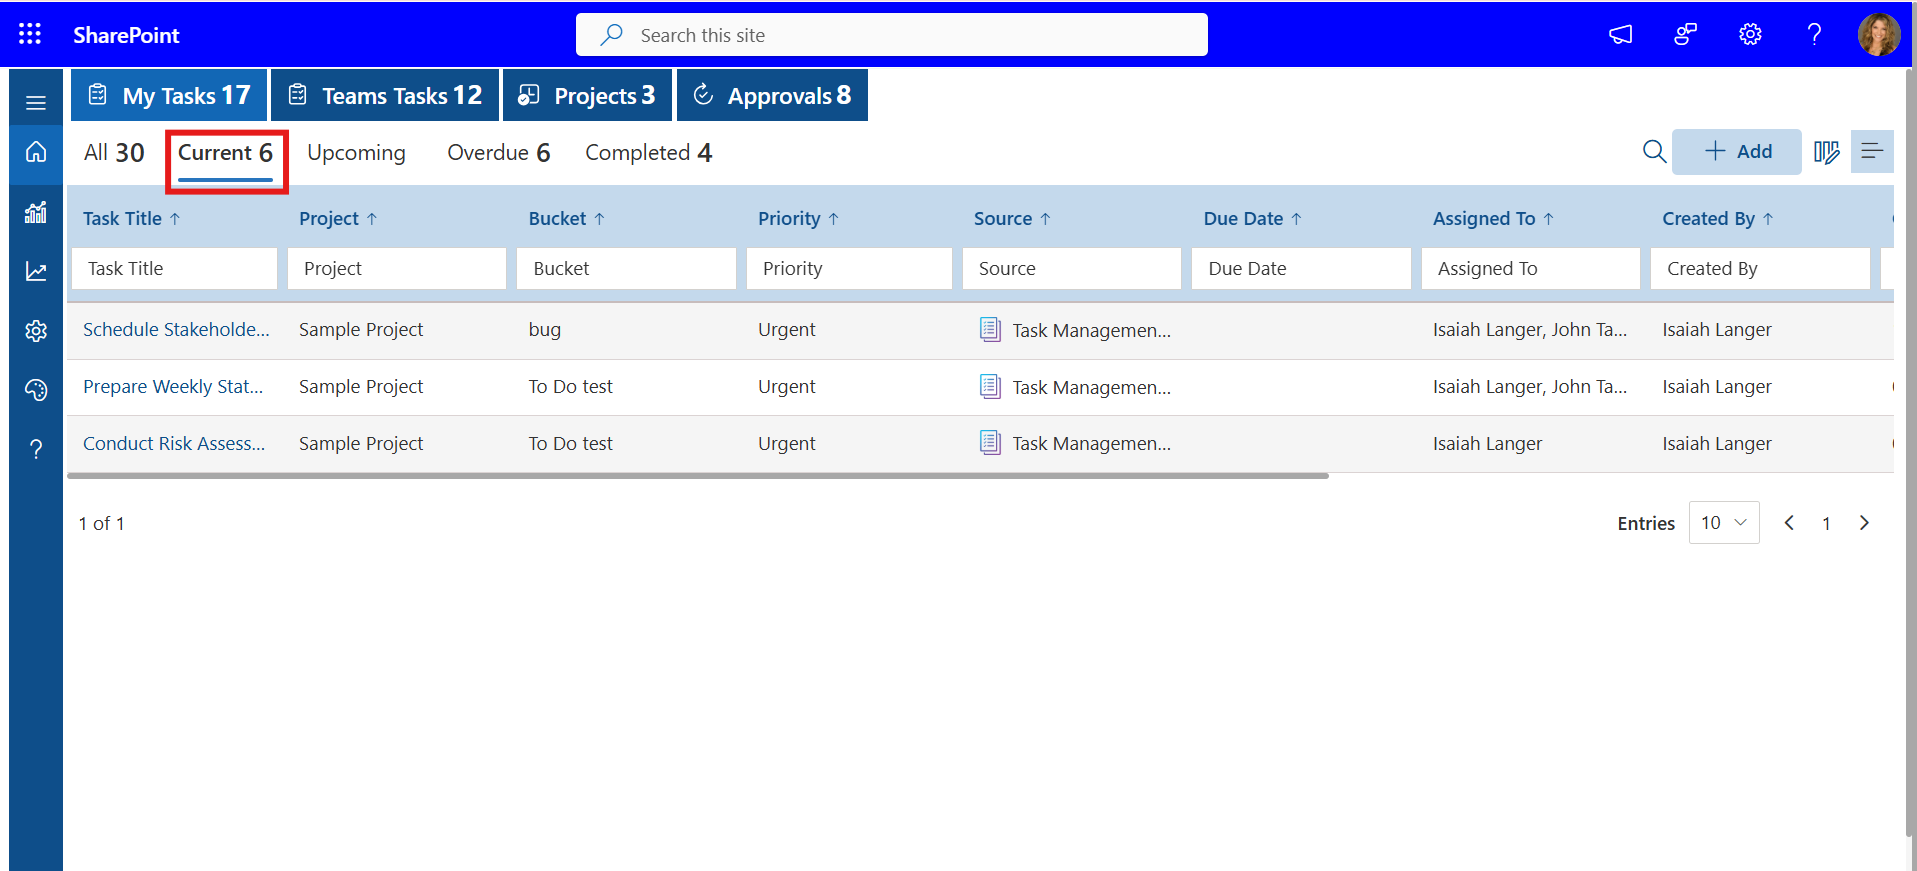 SharePoint Search this site
My Tasks 17 Teams Tasks 12 Projects 3 Approvals 8
All 30 Current 6 Upcoming Overdue 6 Completed 4 Add
Task Title ↑ Project ↑ Bucket ↑ Priority ↑ Source ↑ Due Date ↑ Assigned To ↑ Created By ↑
Task Title Project Bucket Priority Source Due Date Assigned To Created By
Schedule Stakeholde... Sample Project bug Urgent Task Managemen... Isaiah Langer, John Ta... Isaiah Langer
Prepare Weekly Stat... Sample Project To Do test Urgent Task Managemen... Isaiah Langer, John Ta... Isaiah Langer
Conduct Risk Assess... Sample Project To Do test Urgent Task Managemen... Isaiah Langer Isaiah Langer
1 of 1 Entries 10 1